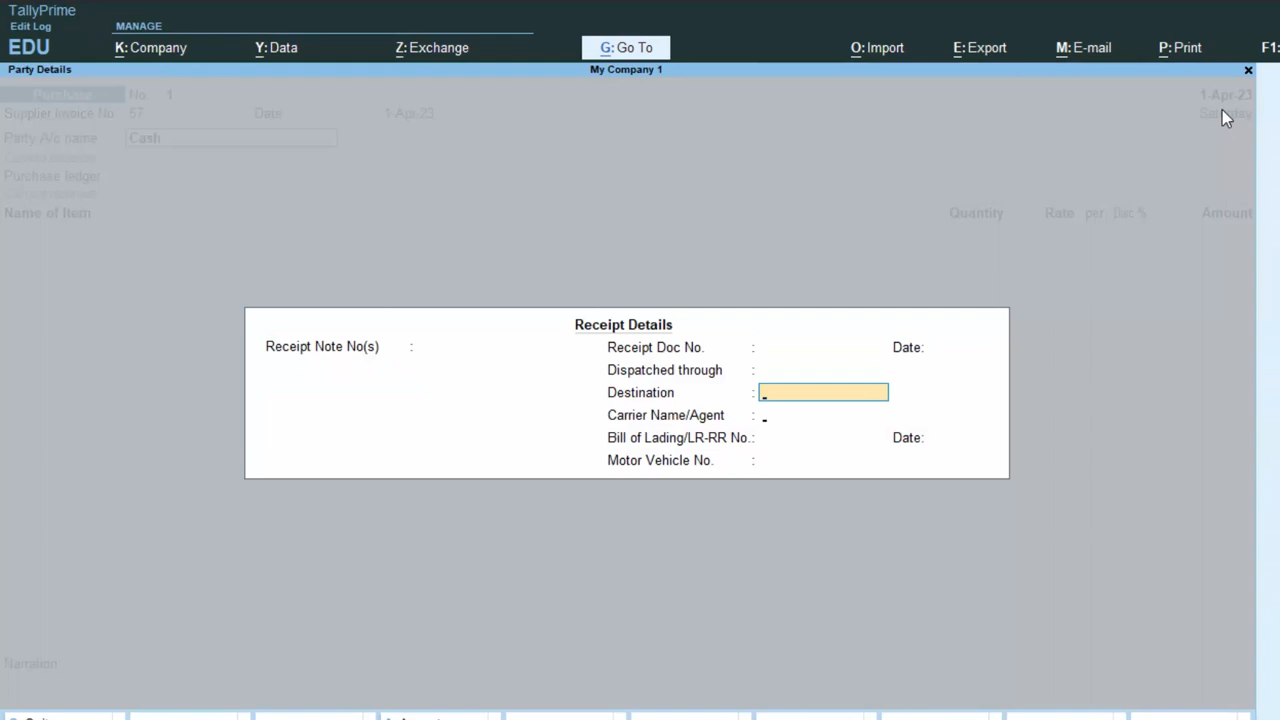 TallyPrime
Edit Log
EDU
MANAGE
K: Company Y: Data Z: Exchange G: Go To O: Import E: Export M: E-mail P: Print F1:
Party Details My Company 1 ×
Purchase No. 1 1-Apr-23
Supplier Invoice No 57 Date 1-Apr-23 Saturday
Party A/c name Cash
Purchase ledger
Name of Item Quantity Rate per Disc % Amount
Receipt Details
Receipt Note No(s) : Receipt Doc No. : Date:
Dispatched through :
Destination :
Carrier Name/Agent :
Bill of Lading/LR-RR No. : Date:
Motor Vehicle No. :
Narration